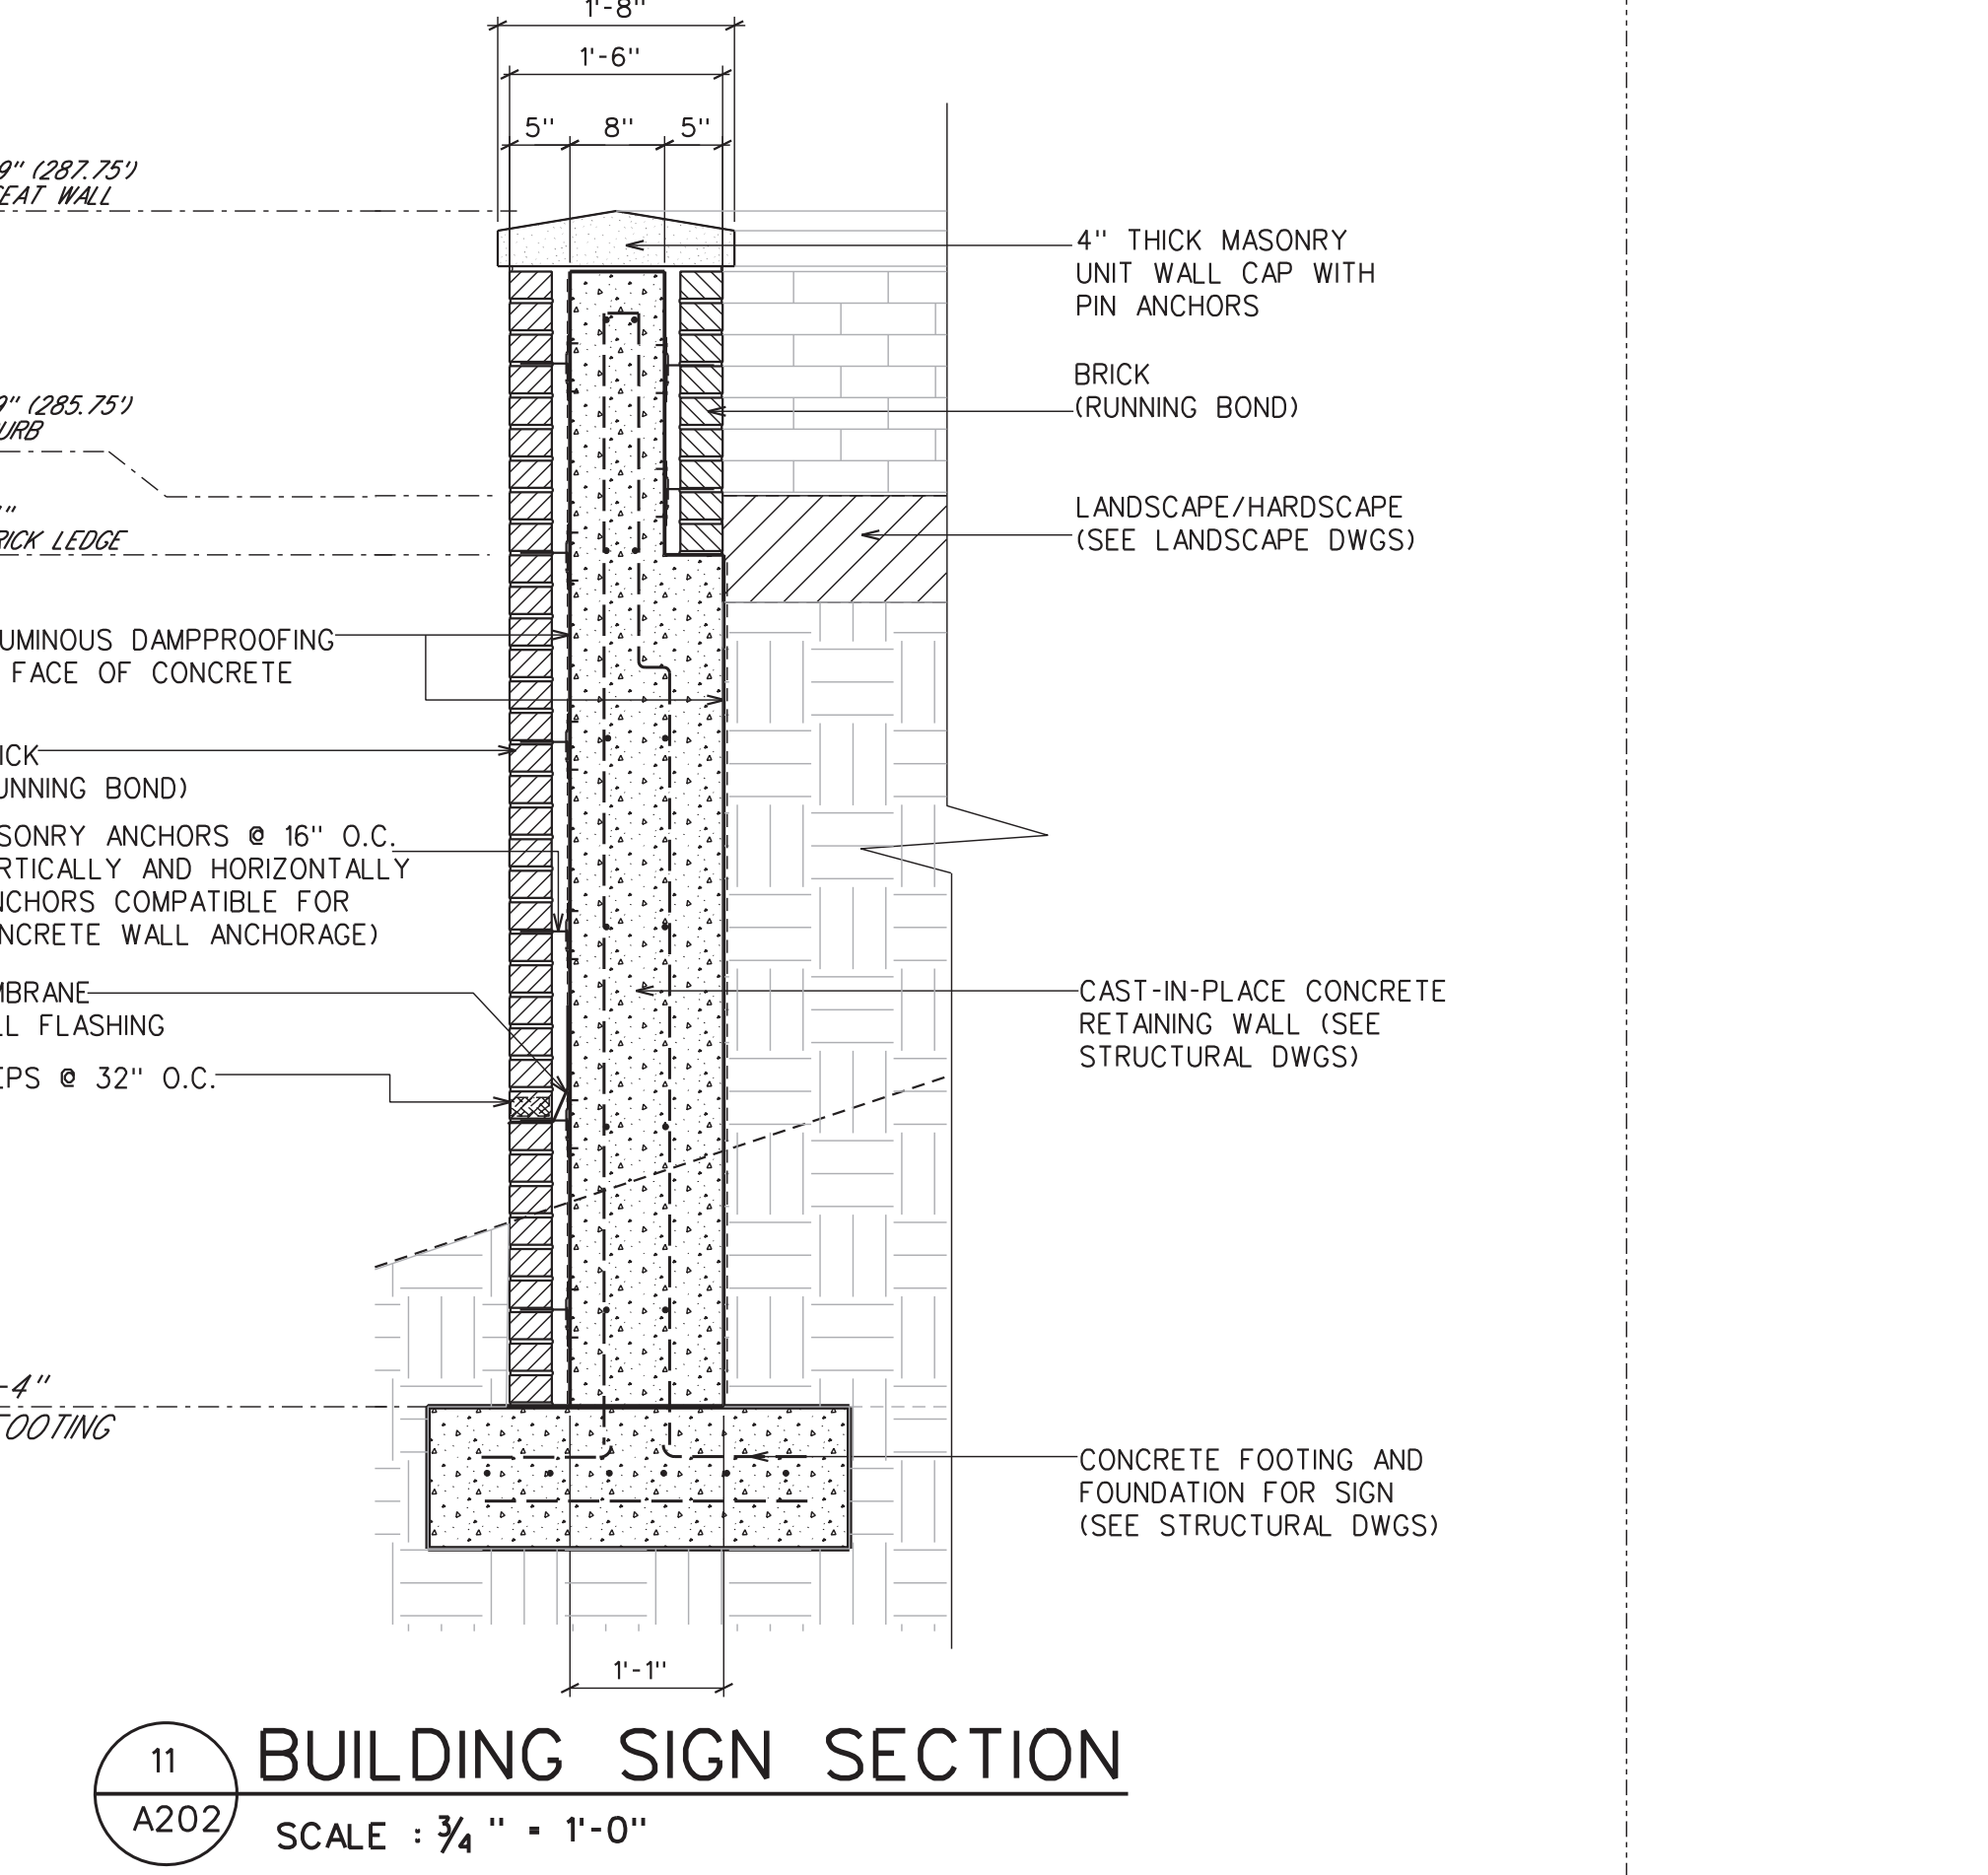 1'-8"
1'-6"
5" 8" 5"
9" (287.75')
EAT WALL
4" THICK MASONRY
UNIT WALL CAP WITH
PIN ANCHORS
BRICK
(RUNNING BOND)
9" (285.75')
URB
LANDSCAPE/HARDSCAPE
(SEE LANDSCAPE DWGS)
RICK LEDGE
UMINOUS DAMPPROOFING
FACE OF CONCRETE
ICK
UNNING BOND)
SONRY ANCHORS @ 16" O.C.
RTICALLY AND HORIZONTALLY
NCHORS COMPATIBLE FOR
NCRETE WALL ANCHORAGE)
MBRANE
LL FLASHING
EPS @ 32" O.C.
CAST-IN-PLACE CONCRETE
RETAINING WALL (SEE
STRUCTURAL DWGS)
-4"
FOOTING
CONCRETE FOOTING AND
FOUNDATION FOR SIGN
(SEE STRUCTURAL DWGS)
1'-1"
11
A202
BUILDING SIGN SECTION
SCALE : 3/4 " = 1'-0"